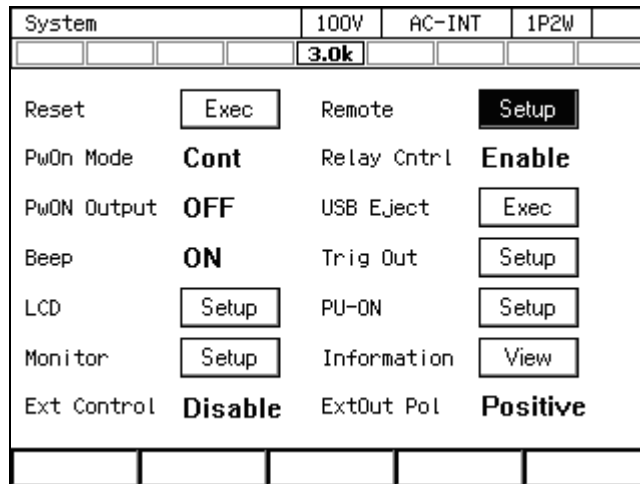 System 100V AC-INT 1P2W
3.0k
Reset Exec Remote Setup
PwOn Mode Cont Relay Cntrl Enable
PwON Output OFF USB Eject Exec
Beep ON Trig Out Setup
LCD Setup PU-ON Setup
Monitor Setup Information View
Ext Control Disable ExtOut Pol Positive